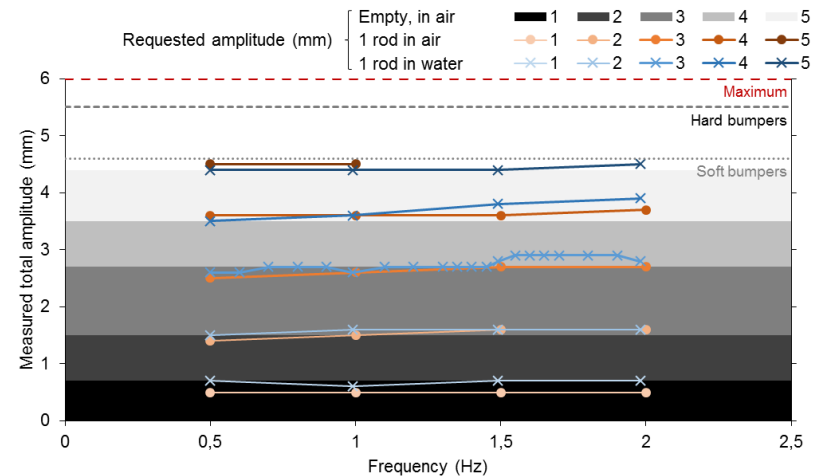 Empty, in air 1 2 3 4 5
Requested amplitude (mm) 1 rod in air 1 2 3 4 5
1 rod in water 1 2 3 4 5
6
Maximum
Hard bumpers
5
Soft bumpers
4
3
2
1
0
Measured total amplitude (mm)
0 0,5 1 1,5 2 2,5
Frequency (Hz)